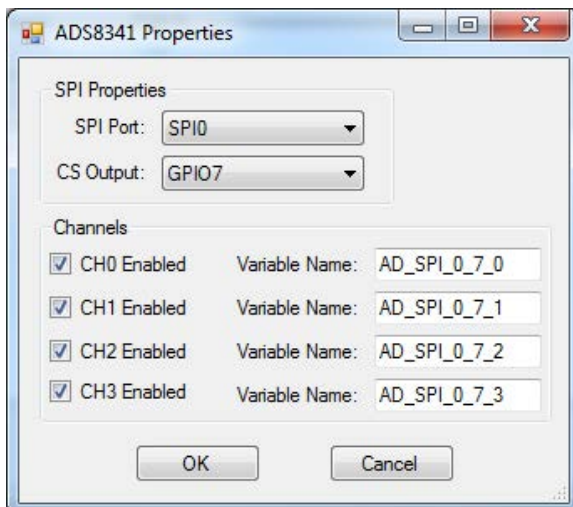 ADS8341 Properties
SPI Properties
SPI Port: SPI0
CS Output: GPIO7
Channels
CH0 Enabled Variable Name: AD_SPI_0_7_0
CH1 Enabled Variable Name: AD_SPI_0_7_1
CH2 Enabled Variable Name: AD_SPI_0_7_2
CH3 Enabled Variable Name: AD_SPI_0_7_3
OK Cancel